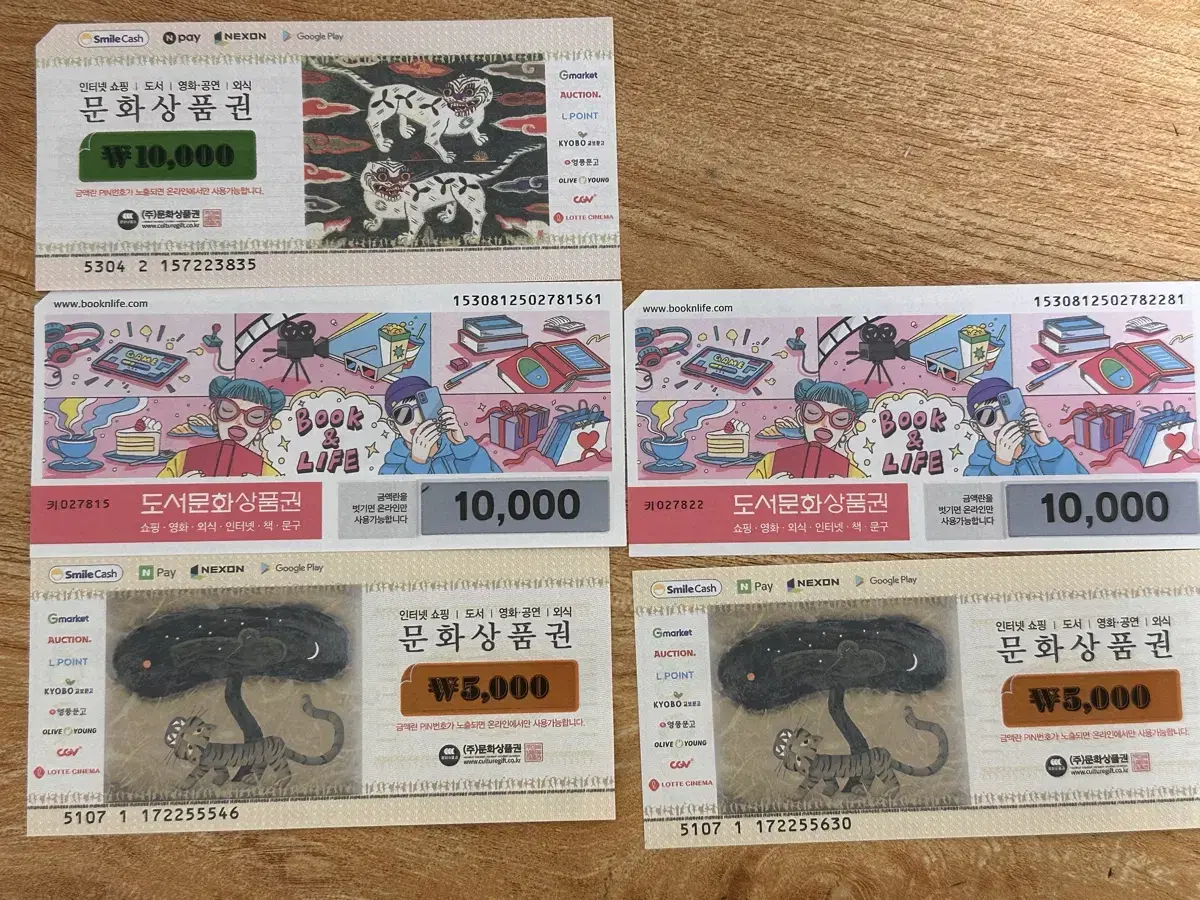 SmileCash N pay NEXON Google Play
인터넷 쇼핑 | 도서 | 영화·공연 | 외식
문화상품권
₩10,000
금액란 PIN번호가 노출되면 온라인에서만 사용가능합니다.
(주)문화상품권
www.culturegift.co.kr
Gmarket
AUCTION.
L.POINT
KYOBO 교보문고
영풍문고
OLIVE YOUNG
CGV
LOTTE CINEMA
5304 2 157223835
www.booknlife.com
1530812502781561
GAME
BOOK
&
LIFE
키027815
도서문화상품권
쇼핑·영화·외식·인터넷·책·문구
금액란을
벗기면 온라인만
사용가능합니다
10,000
www.booknlife.com
1530812502782281
GAME
BOOK
&
LIFE
키027822
도서문화상품권
쇼핑·영화·외식·인터넷·책·문구
금액란을
벗기면 온라인만
사용가능합니다
10,000
SmileCash N Pay NEXON Google Play
Gmarket
AUCTION.
L.POINT
KYOBO 교보문고
영풍문고
OLIVE YOUNG
CGV
LOTTE CINEMA
인터넷 쇼핑 | 도서 | 영화·공연 | 외식
문화상품권
₩5,000
금액란 PIN번호가 노출되면 온라인에서만 사용가능합니다.
(주)문화상품권
www.culturegift.co.kr
5107 1 172255546
SmileCash N Pay NEXON Google Play
Gmarket
AUCTION.
L.POINT
KYOBO 교보문고
영풍문고
OLIVE YOUNG
CGV
LOTTE CINEMA
인터넷 쇼핑 | 도서 | 영화·공연 | 외식
문화상품권
₩5,000
금액란 PIN번호가 노출되면 온라인에서만 사용가능합니다.
(주)문화상품권
www.culturegift.co.kr
5107 1 172255630